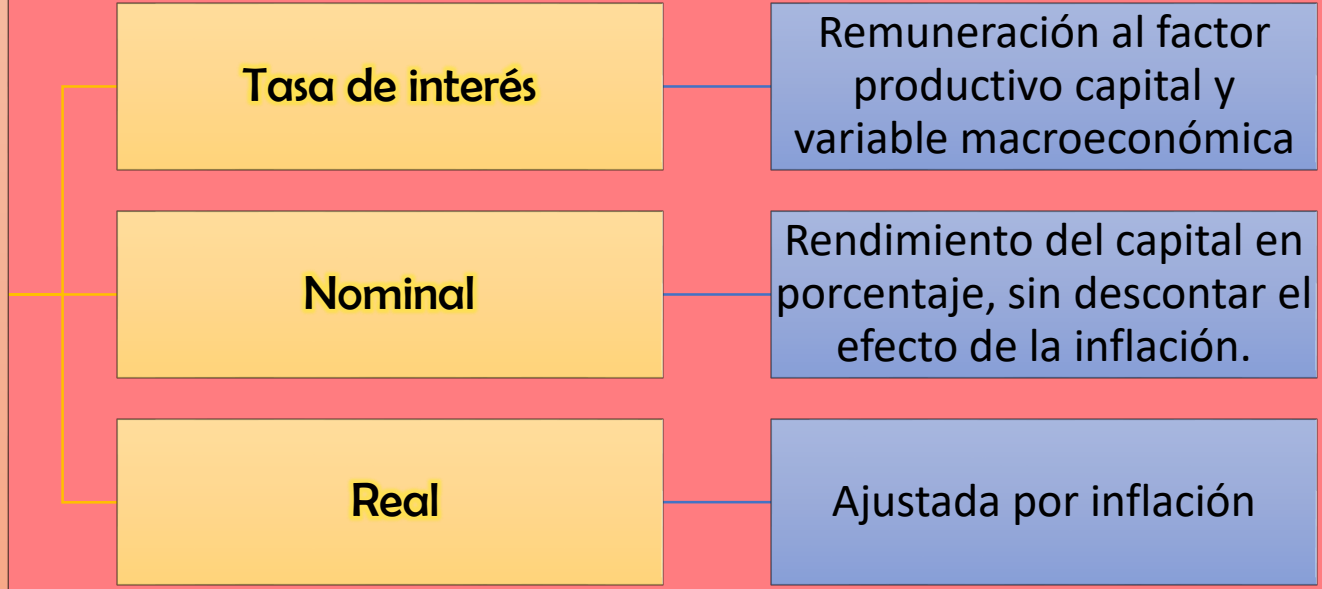 Tasa de interés
Remuneración al factor
productivo capital y
variable macroeconómica
Nominal
Rendimiento del capital en
porcentaje, sin descontar el
efecto de la inflación.
Real
Ajustada por inflación